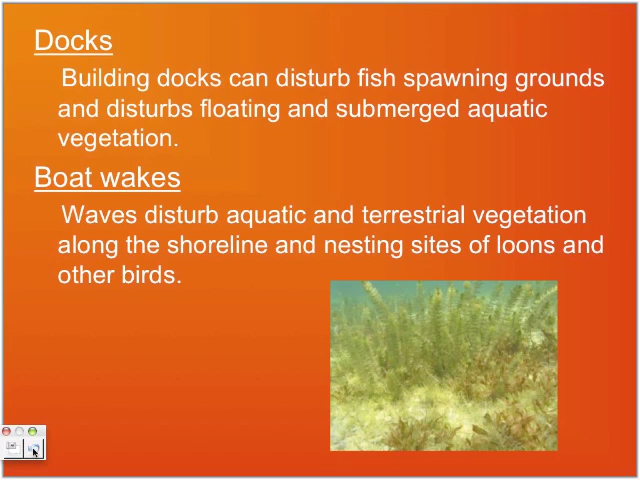 Docks
Building docks can disturb fish spawning grounds
and disturbs floating and submerged aquatic
vegetation.
Boat wakes
Waves disturb aquatic and terrestrial vegetation
along the shoreline and nesting sites of loons and
other birds.